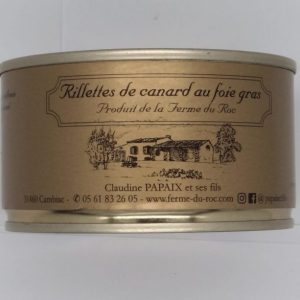 Rillettes de canard au foie gras
Produit de la Ferme du Roc
Claudine PAPAIX et ses fils
Cambiac - ✆ 05 61 83 26 05 - www.ferme-du-roc.com